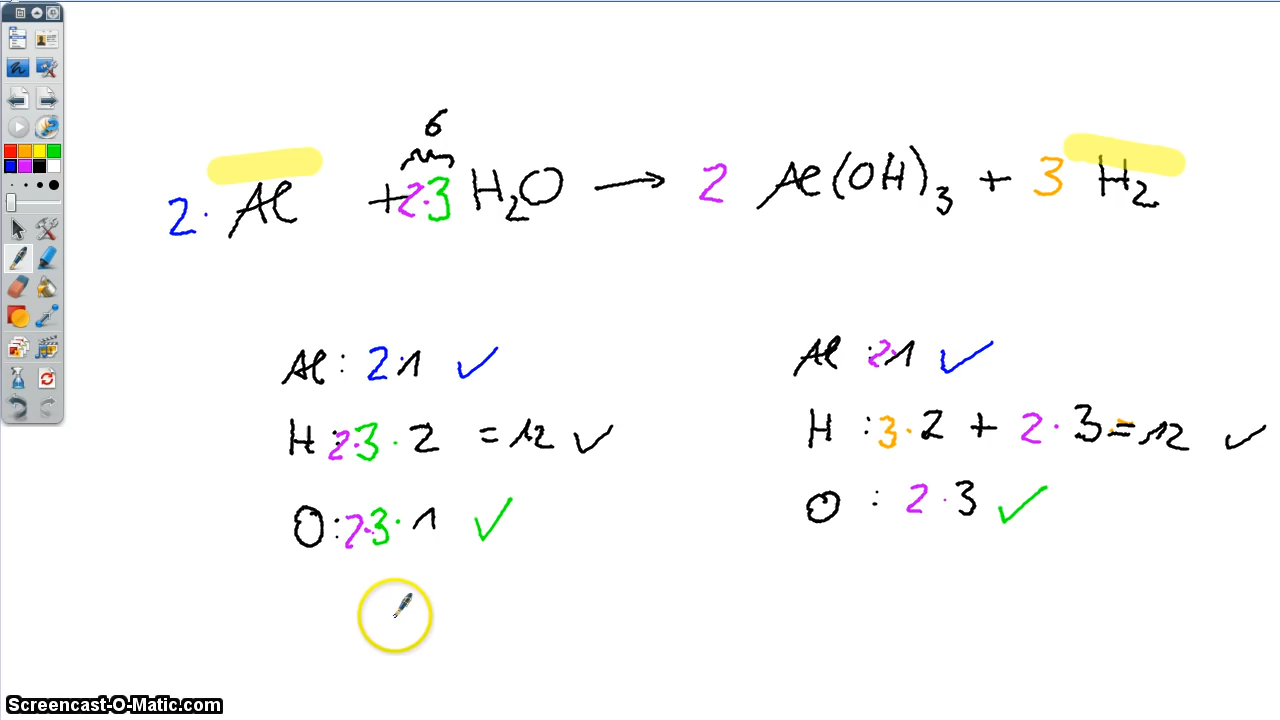 6
2· Al + 2·3 H₂O → 2 Al(OH)₃ + 3 H₂
Al: 2·1 ✓
H: 2·3·2 = 12 ✓
O: 2·3·1 ✓
Al: 2·1 ✓
H: 3·2 + 2·3 = 12 ✓
O: 2·3 ✓
Screencast-O-Matic.com